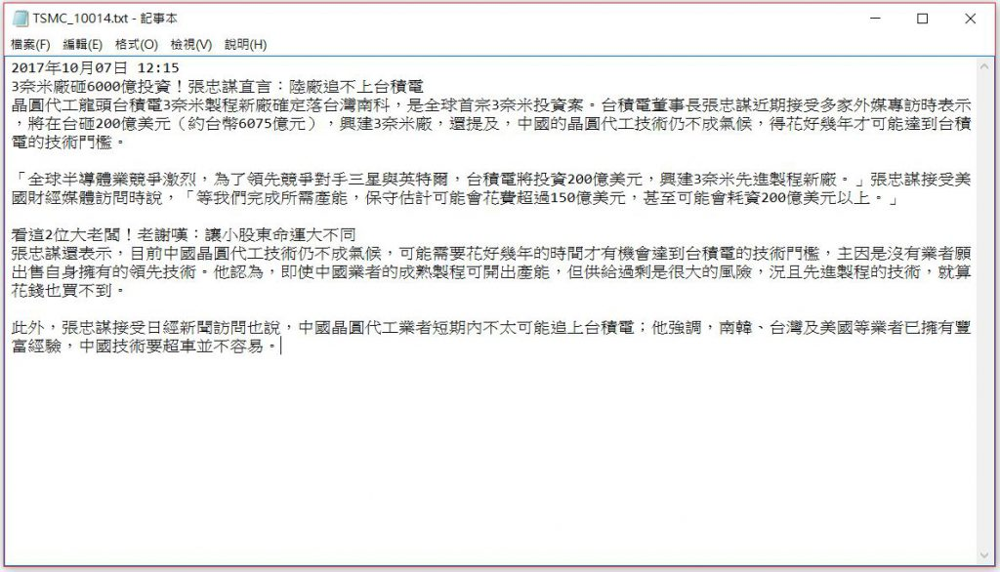 TSMC_10014.txt - 記事本
檔案(F) 編輯(E) 格式(O) 檢視(V) 說明(H)
2017年10月07日 12:15
3奈米廠砸6000億投資！張忠謀直言：陸廠追不上台積電
晶圓代工龍頭台積電3奈米製程新廠確定落台灣南科，是全球首宗3奈米投資案。台積電董事長張忠謀近期接受多家外媒專訪時表示
，將在台砸200億美元（約台幣6075億元），興建3奈米廠，還提及，中國的晶圓代工技術仍不成氣候，得花好幾年才可能達到台積
電的技術門檻。
「全球半導體業競爭激烈，為了領先競爭對手三星與英特爾，台積電將投資200億美元，興建3奈米先進製程新廠。」張忠謀接受美
國財經媒體訪問時說，「等我們完成所需產能，保守估計可能會花費超過150億美元，甚至可能會耗資200億美元以上。」
看這2位大老闆！老謝嘆：讓小股東命運大不同
張忠謀還表示，目前中國晶圓代工技術仍不成氣候，可能需要花好幾年的時間才有機會達到台積電的技術門檻，主因是沒有業者願
出售自身擁有的領先技術。他認為，即使中國業者的成熟製程可開出產能，但供給過剩是很大的風險，況且先進製程的技術，就算
花錢也買不到。
此外，張忠謀接受日經新聞訪問也說，中國晶圓代工業者短期內不太可能追上台積電；他強調，南韓、台灣及美國等業者已擁有豐
富經驗，中國技術要超車並不容易。